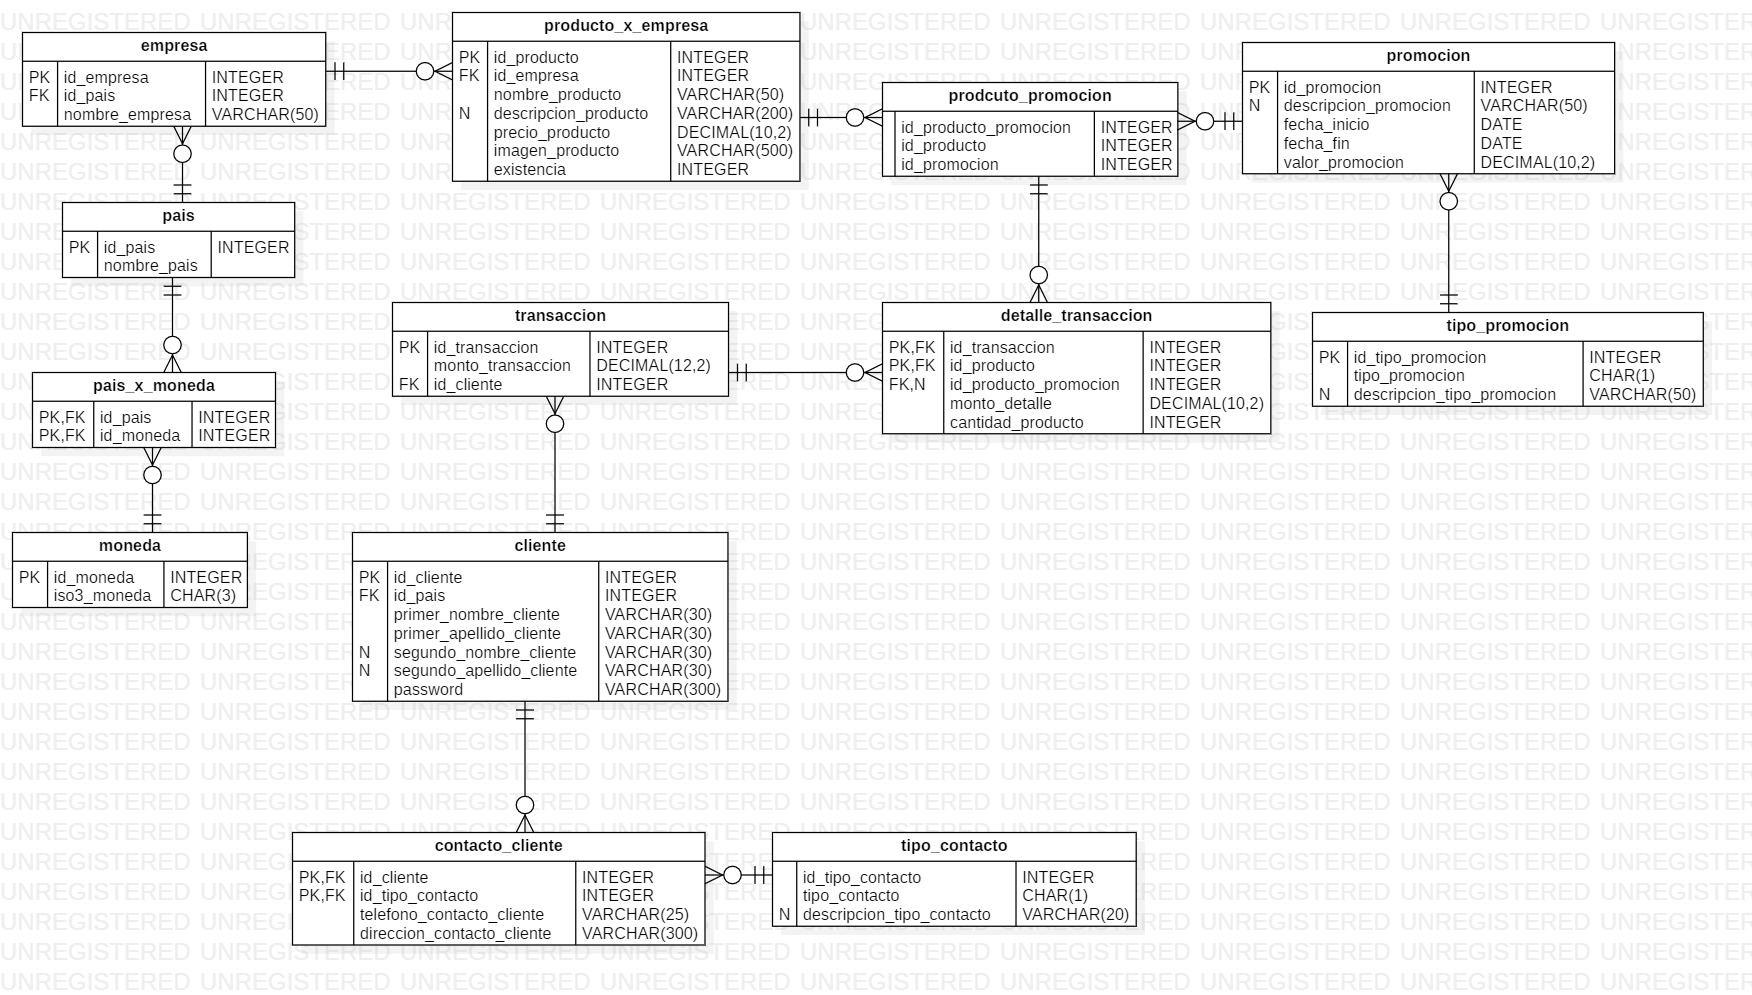 empresa
PK id_empresa INTEGER
FK id_pais INTEGER
nombre_empresa VARCHAR(50)
producto_x_empresa
PK id_producto INTEGER
FK id_empresa INTEGER
nombre_producto VARCHAR(50)
N descripcion_producto VARCHAR(200)
precio_producto DECIMAL(10,2)
imagen_producto VARCHAR(500)
existencia INTEGER
prodcuto_promocion
id_producto_promocion INTEGER
id_producto INTEGER
id_promocion INTEGER
promocion
PK id_promocion INTEGER
N descripcion_promocion VARCHAR(50)
fecha_inicio DATE
fecha_fin DATE
valor_promocion DECIMAL(10,2)
pais
PK id_pais INTEGER
nombre_pais
transaccion
PK id_transaccion INTEGER
monto_transaccion DECIMAL(12,2)
FK id_cliente INTEGER
detalle_transaccion
PK,FK id_transaccion INTEGER
PK,FK id_producto INTEGER
FK,N id_producto_promocion INTEGER
monto_detalle DECIMAL(10,2)
cantidad_producto INTEGER
tipo_promocion
PK id_tipo_promocion INTEGER
tipo_promocion CHAR(1)
N descripcion_tipo_promocion VARCHAR(50)
pais_x_moneda
PK,FK id_pais INTEGER
PK,FK id_moneda INTEGER
moneda
PK id_moneda INTEGER
iso3_moneda CHAR(3)
cliente
PK id_cliente INTEGER
FK id_pais INTEGER
primer_nombre_cliente VARCHAR(30)
primer_apellido_cliente VARCHAR(30)
N segundo_nombre_cliente VARCHAR(30)
N segundo_apellido_cliente VARCHAR(30)
password VARCHAR(300)
contacto_cliente
PK,FK id_cliente INTEGER
PK,FK id_tipo_contacto INTEGER
telefono_contacto_cliente VARCHAR(25)
direccion_contacto_cliente VARCHAR(300)
tipo_contacto
id_tipo_contacto INTEGER
tipo_contacto CHAR(1)
N descripcion_tipo_contacto VARCHAR(20)
UNREGISTERED